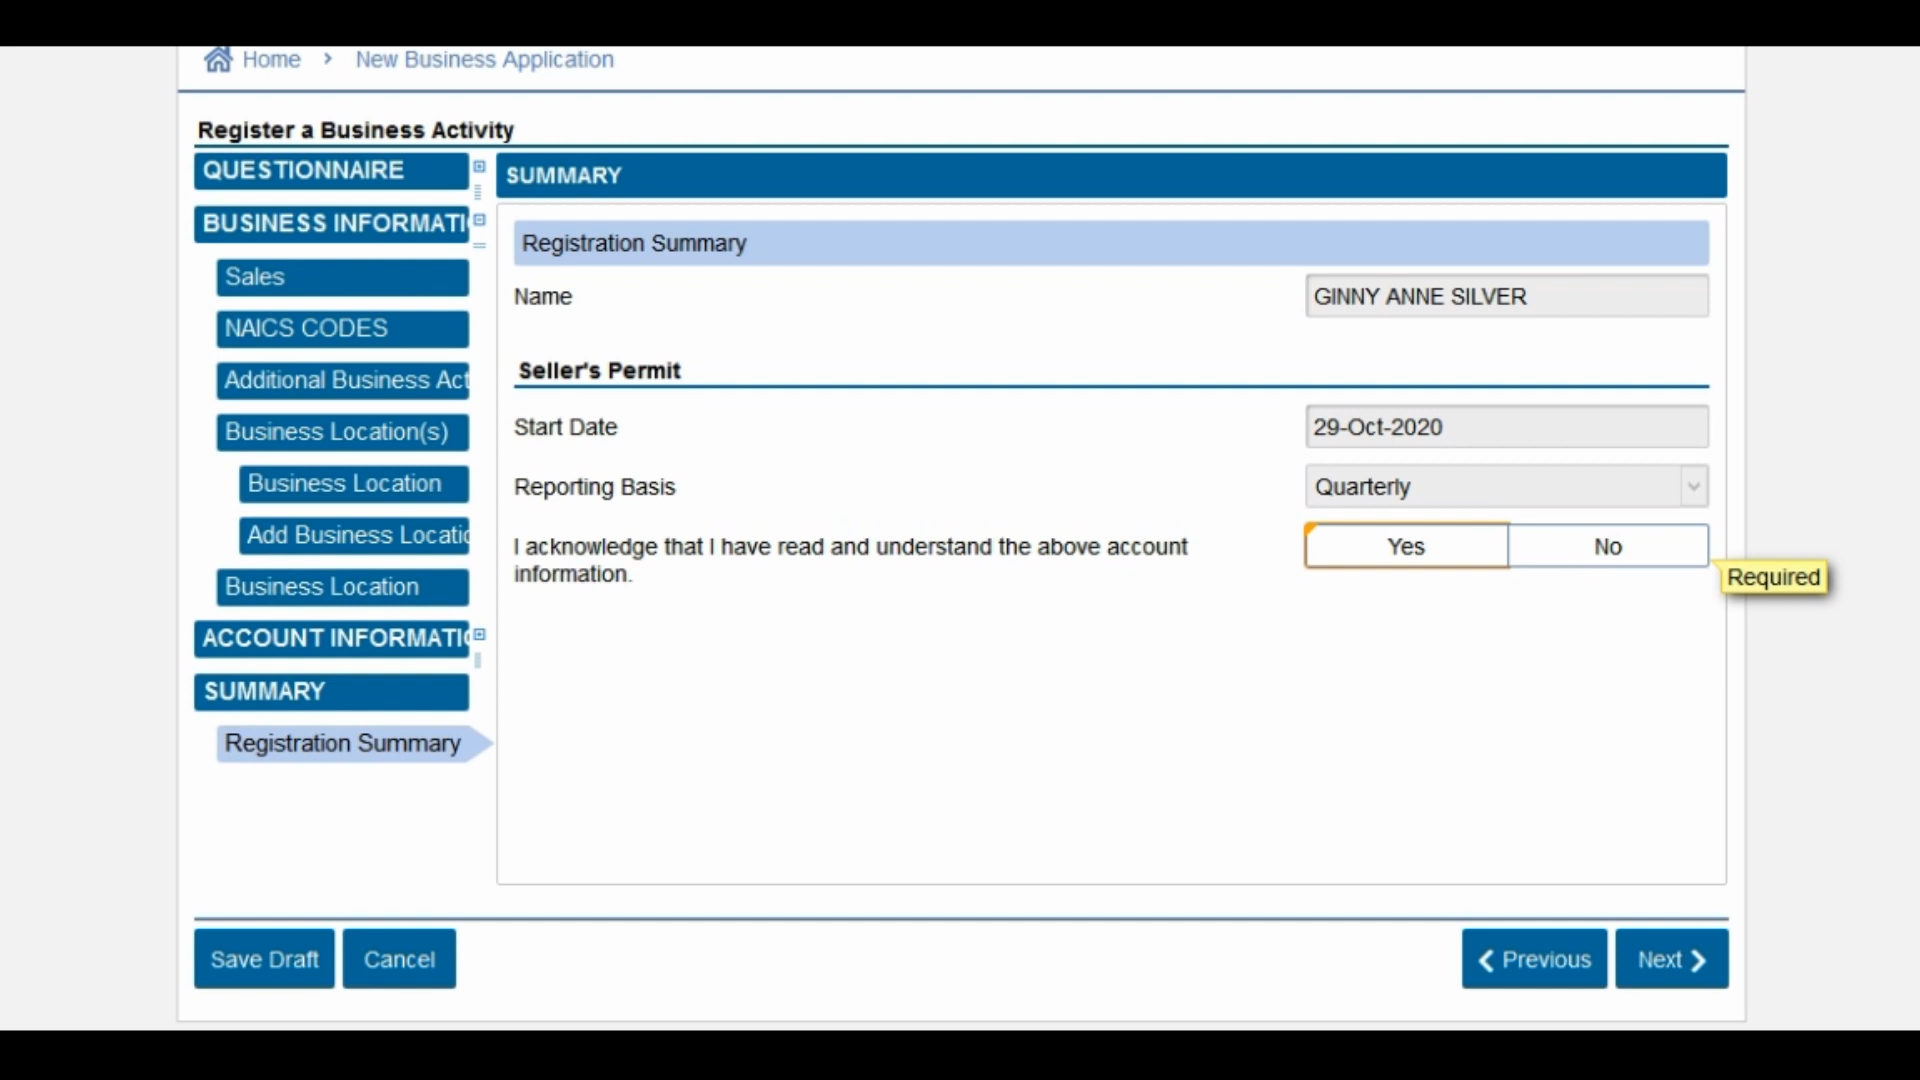 Home > New Business Application
Register a Business Activity
QUESTIONNAIRE
BUSINESS INFORMATI
Sales
NAICS CODES
Additional Business Act
Business Location(s)
Business Location
Add Business Locatio
Business Location
ACCOUNT INFORMATI
SUMMARY
Registration Summary
SUMMARY
Registration Summary
Name GINNY ANNE SILVER
Seller's Permit
Start Date 29-Oct-2020
Reporting Basis Quarterly
I acknowledge that I have read and understand the above account Yes No
information.
Required
Save Draft Cancel Previous Next